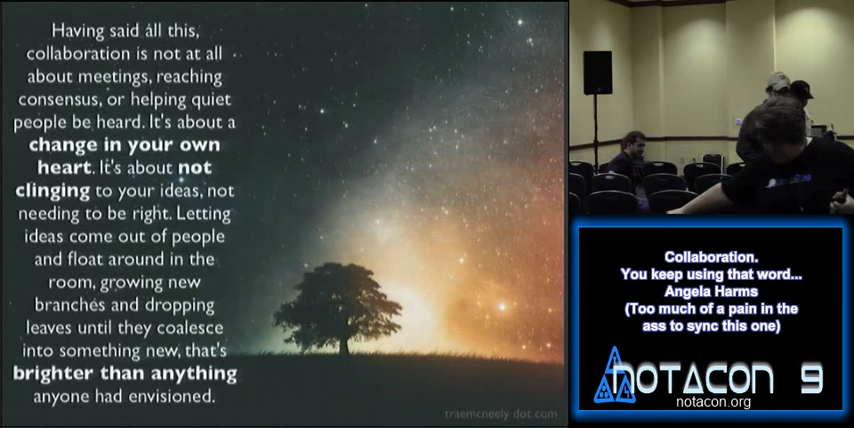 Having said all this,
collaboration is not at all
about meetings, reaching
consensus, or helping quiet
people be heard. It's about a
change in your own
heart. It's about not
clinging to your ideas, not
needing to be right. Letting
ideas come out of people
and float around in the
room, growing new
branches and dropping
leaves until they coalesce
into something new, that's
brighter than anything
anyone had envisioned.
traemcneely dot com
Collaboration.
You keep using that word...
Angela Harms
(Too much of a pain in the
ass to sync this one)
NOTACON 9
notacon.org